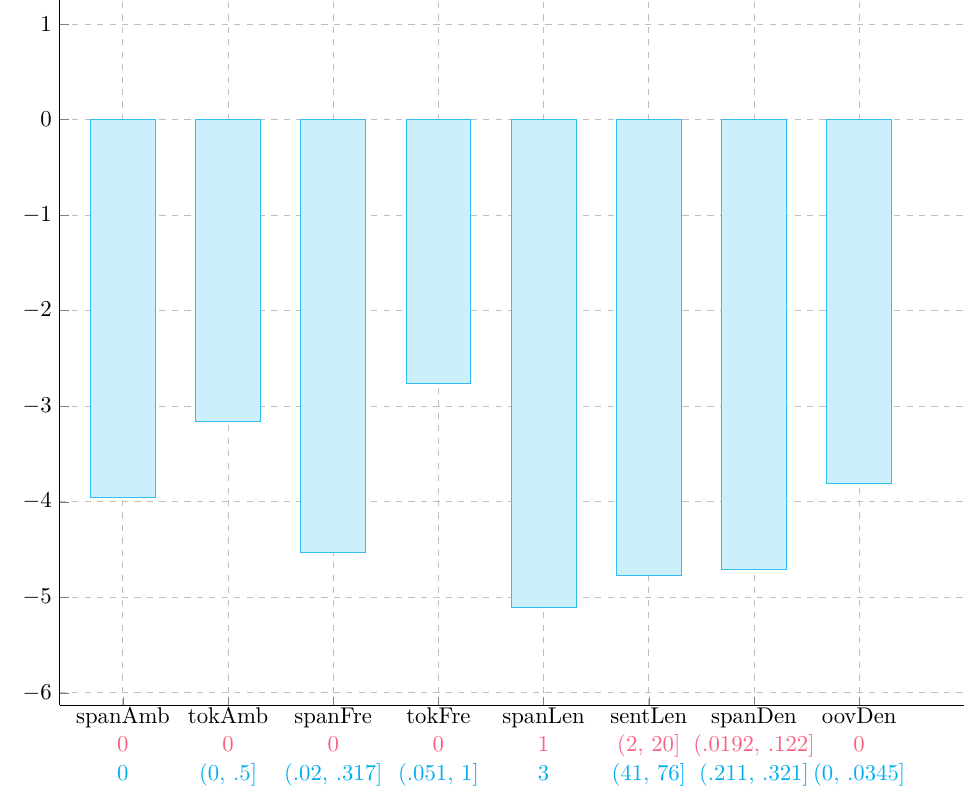 1
0
−1
−2
−3
−4
−5
−6
spanAmb tokAmb spanFre tokFre spanLen sentLen spanDen oovDen
0 0 0 0 1 (2, 20] (.0192, .122] 0
0 (0, .5] (.02, .317] (.051, 1] 3 (41, 76] (.211, .321] (0, .0345]